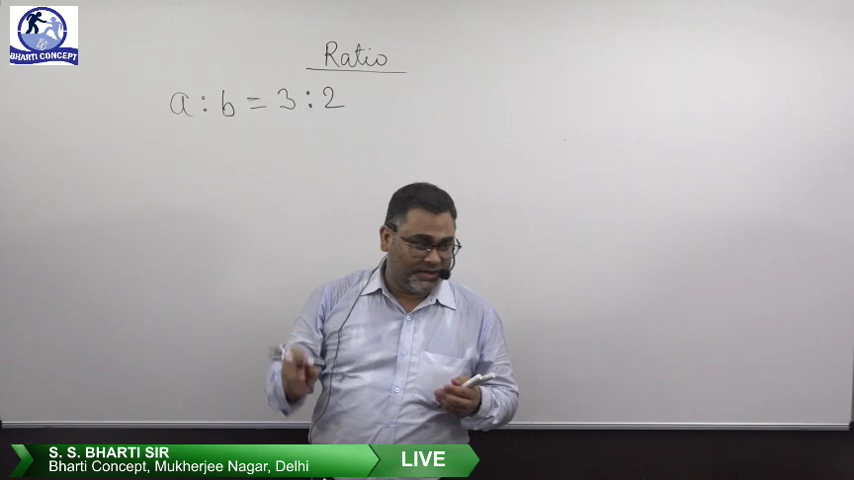 BHARTI CONCEPT
Ratio
a : b = 3 : 2
S. S. BHARTI SIR
Bharti Concept, Mukherjee Nagar, Delhi
LIVE